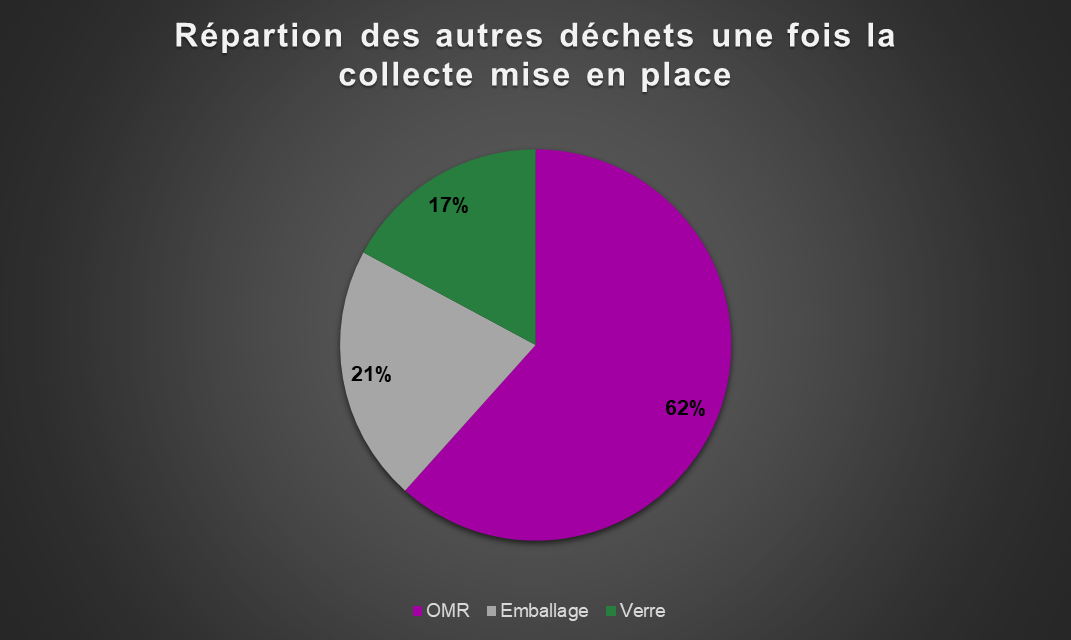 Répartion des autres déchets une fois la
collecte mise en place
17%
21%
62%
OMR Emballage Verre